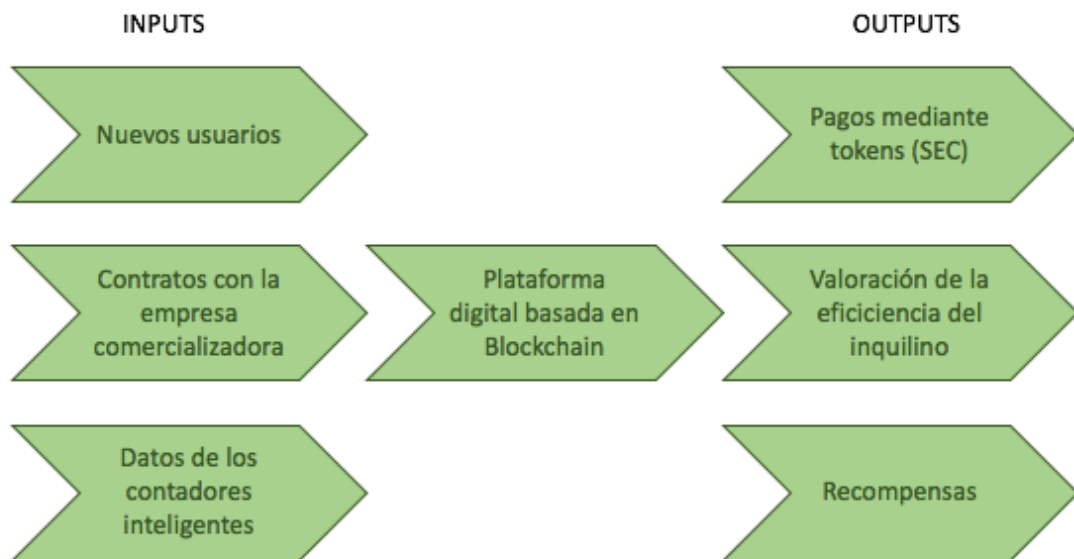 INPUTS
OUTPUTS
Nuevos usuarios
Pagos mediante
tokens (SEC)
Contratos con la
empresa
comercializadora
Plataforma
digital basada en
Blockchain
Valoración de la
eficiciencia del
inquilino
Datos de los
contadores
inteligentes
Recompensas